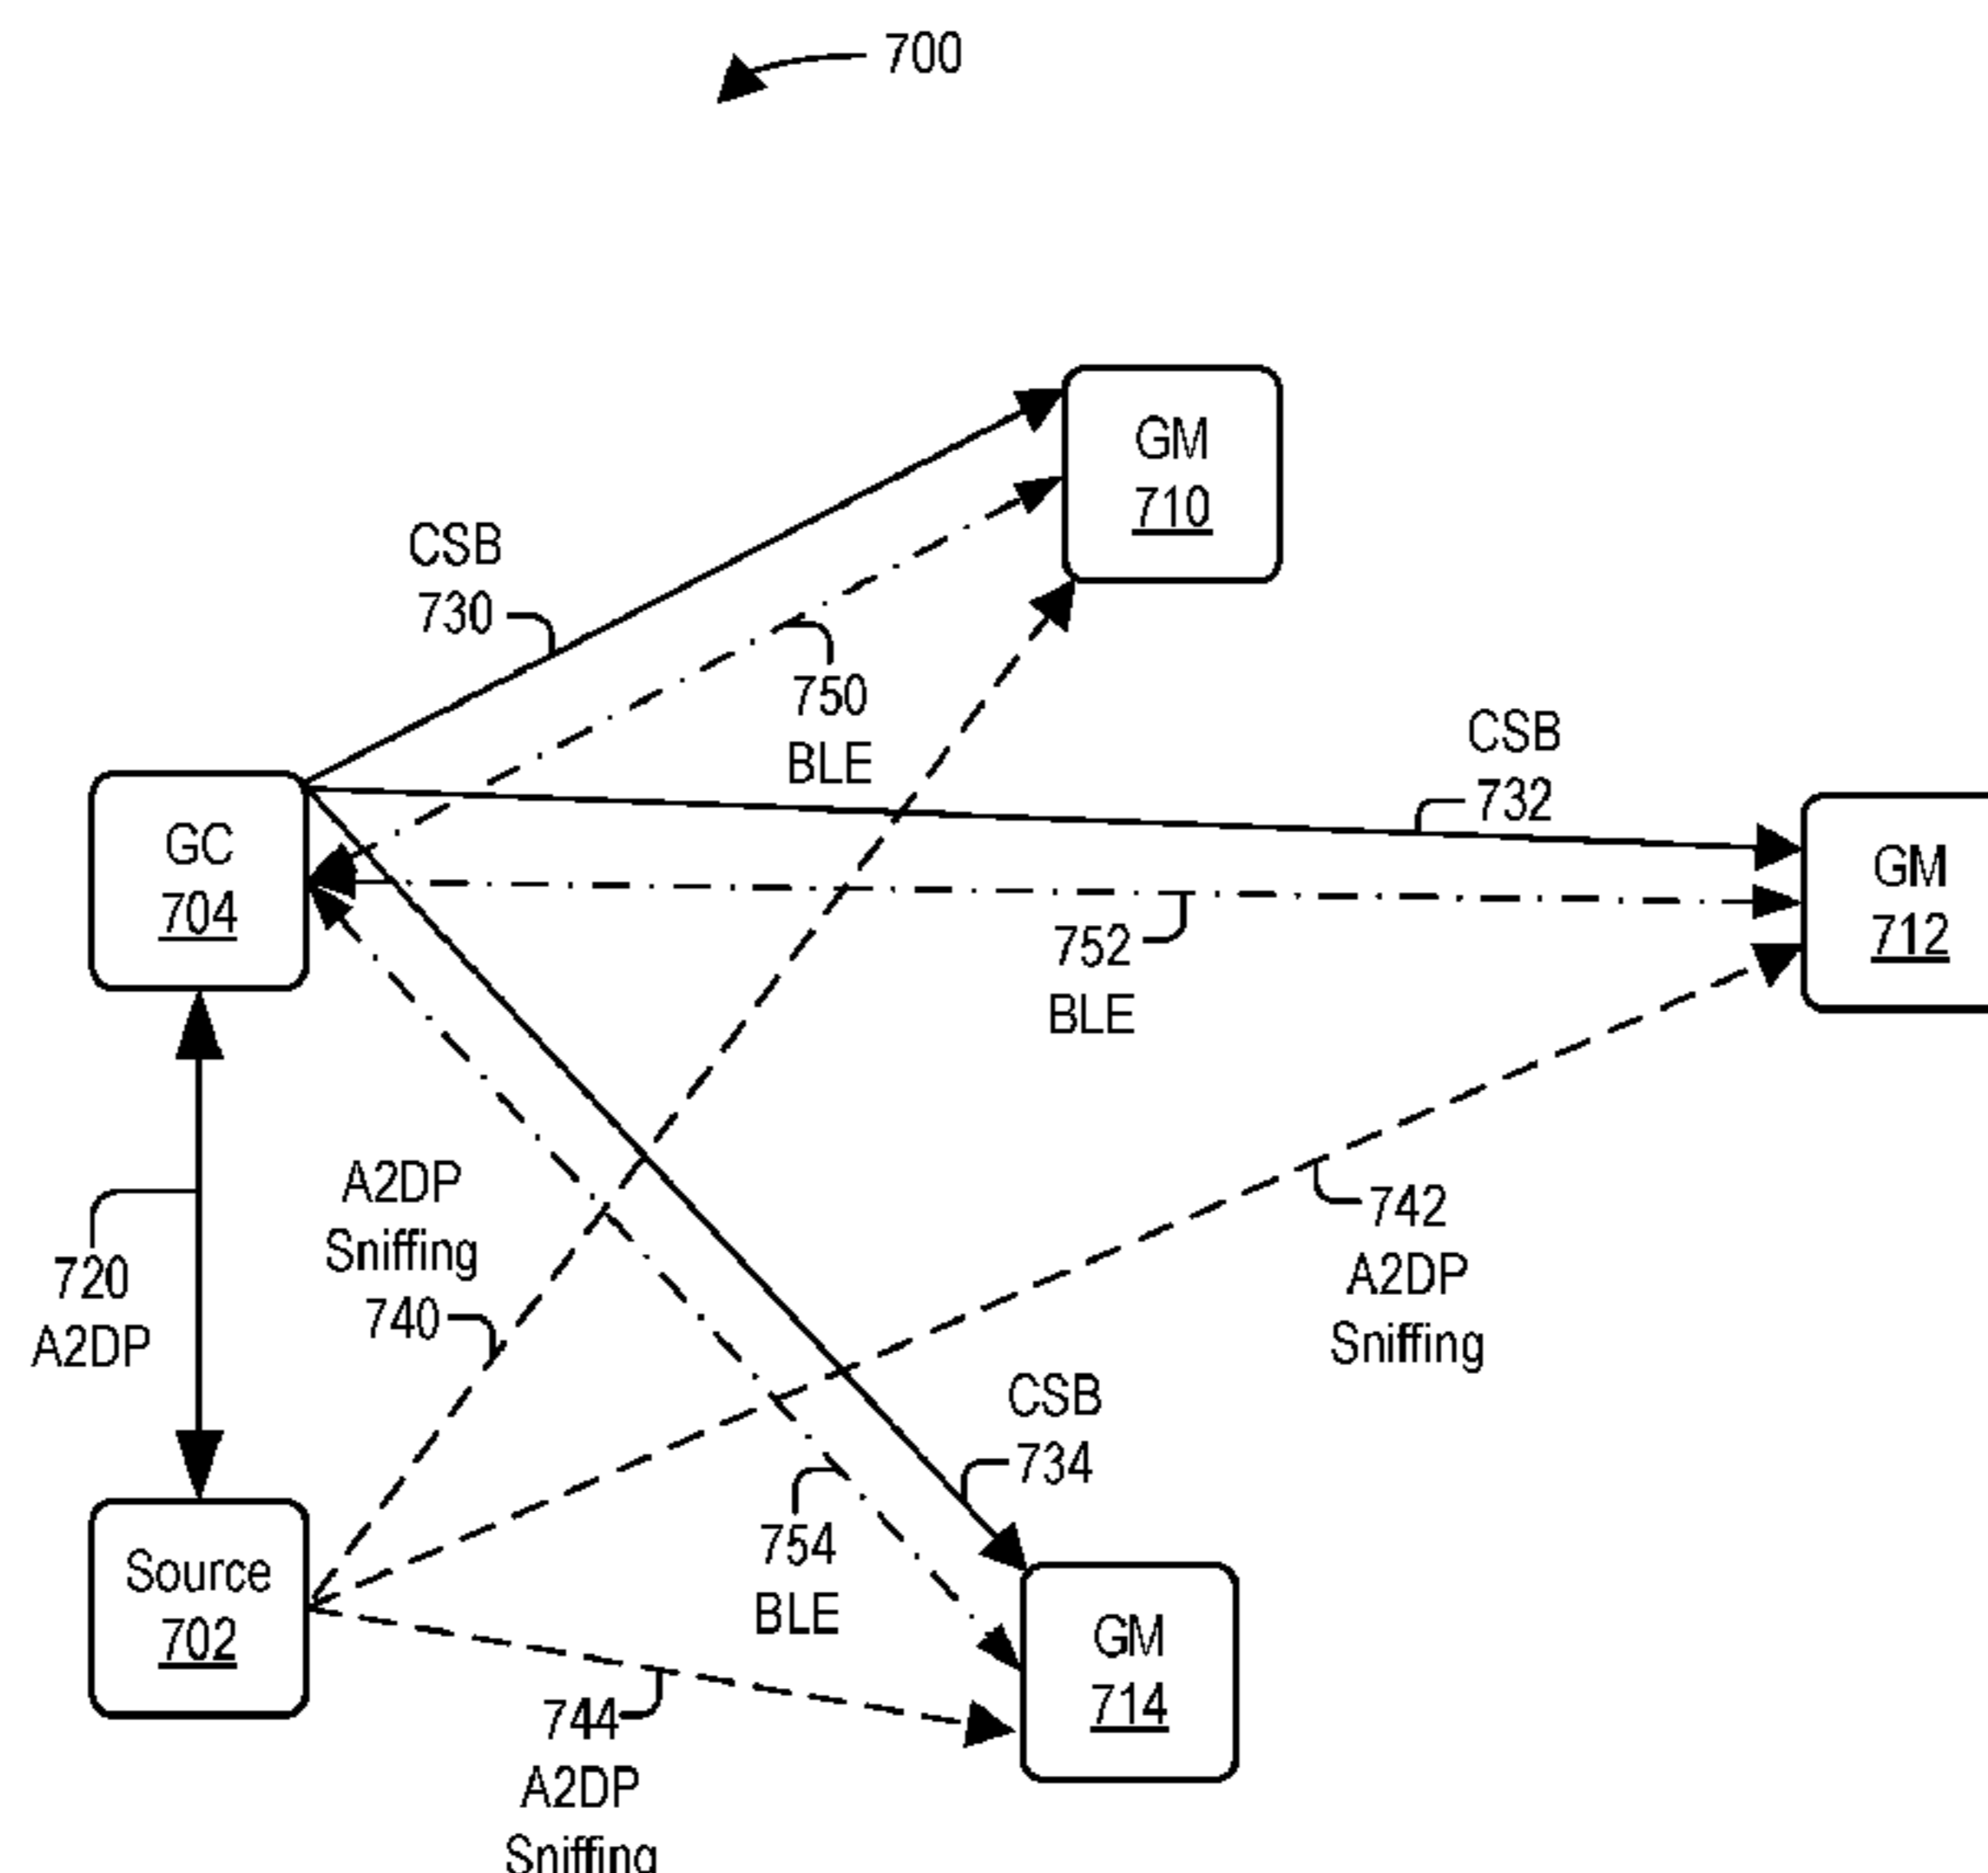 700
GM
710
CSB
730
750
BLE
CSB
732
GC
704
GM
712
752
BLE
A2DP
Sniffing
740
742
A2DP
Sniffing
720
A2DP
CSB
734
754
BLE
Source
702
GM
714
744
A2DP
Sniffing